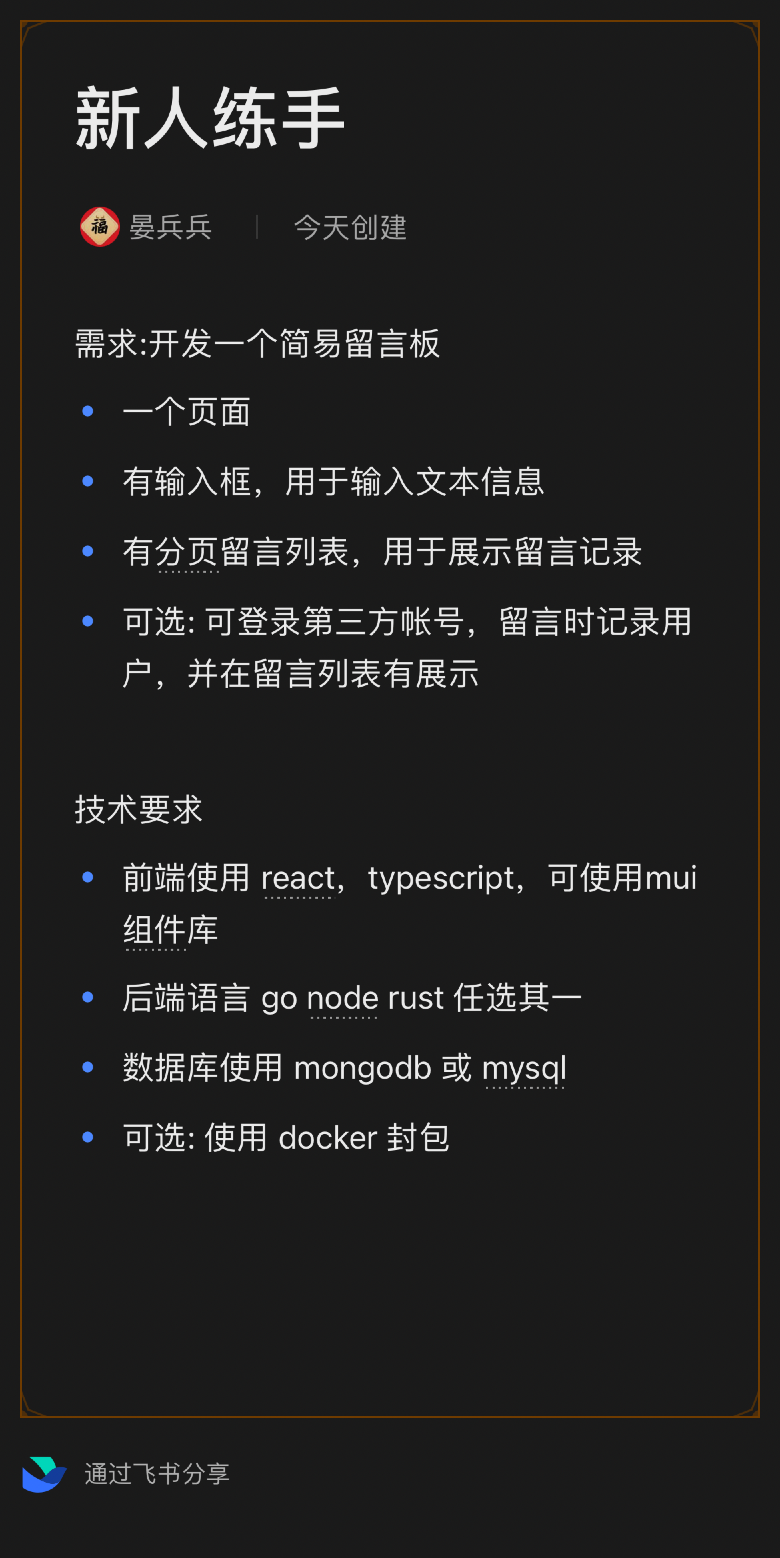 新人练手
福 晏兵兵 | 今天创建
需求:开发一个简易留言板
• 一个页面
• 有输入框，用于输入文本信息
• 有分页留言列表，用于展示留言记录
• 可选: 可登录第三方帐号，留言时记录用
户，并在留言列表有展示
技术要求
• 前端使用 react，typescript，可使用mui
组件库
• 后端语言 go node rust 任选其一
• 数据库使用 mongodb 或 mysql
• 可选: 使用 docker 封包
通过飞书分享